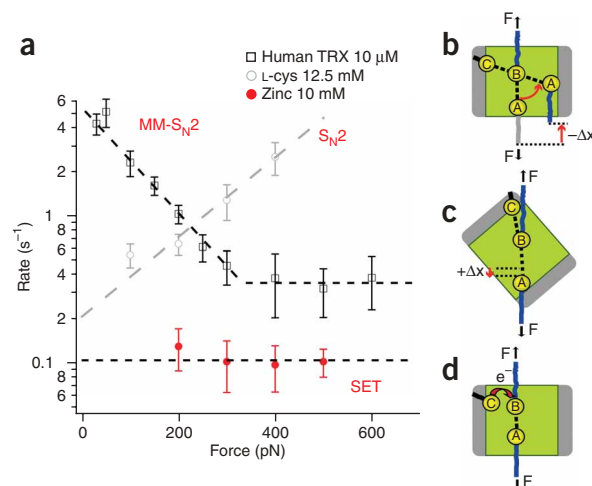 a
Human TRX 10 μM
L-cys 12.5 mM
Zinc 10 mM
MM-SN2
SN2
SET
Rate (s⁻¹)
6
4
2
1
8
6
4
2
0.1
8
6
0
200
400
600
Force (pN)
b
F
C
B
A
A
−Δx
F
c
F
C
B
A
+Δx
F
d
F
e⁻
C
B
A
F